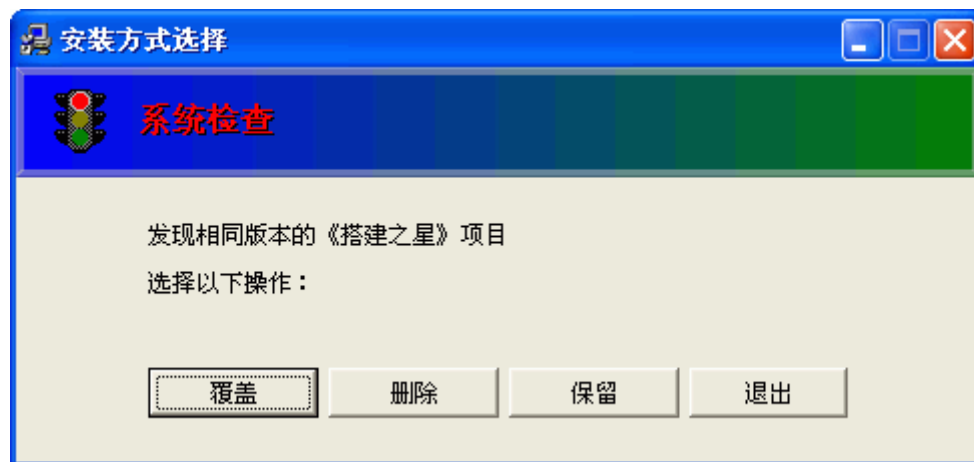 安装方式选择
系统检查
发现相同版本的《搭建之星》项目
选择以下操作：
覆盖 删除 保留 退出